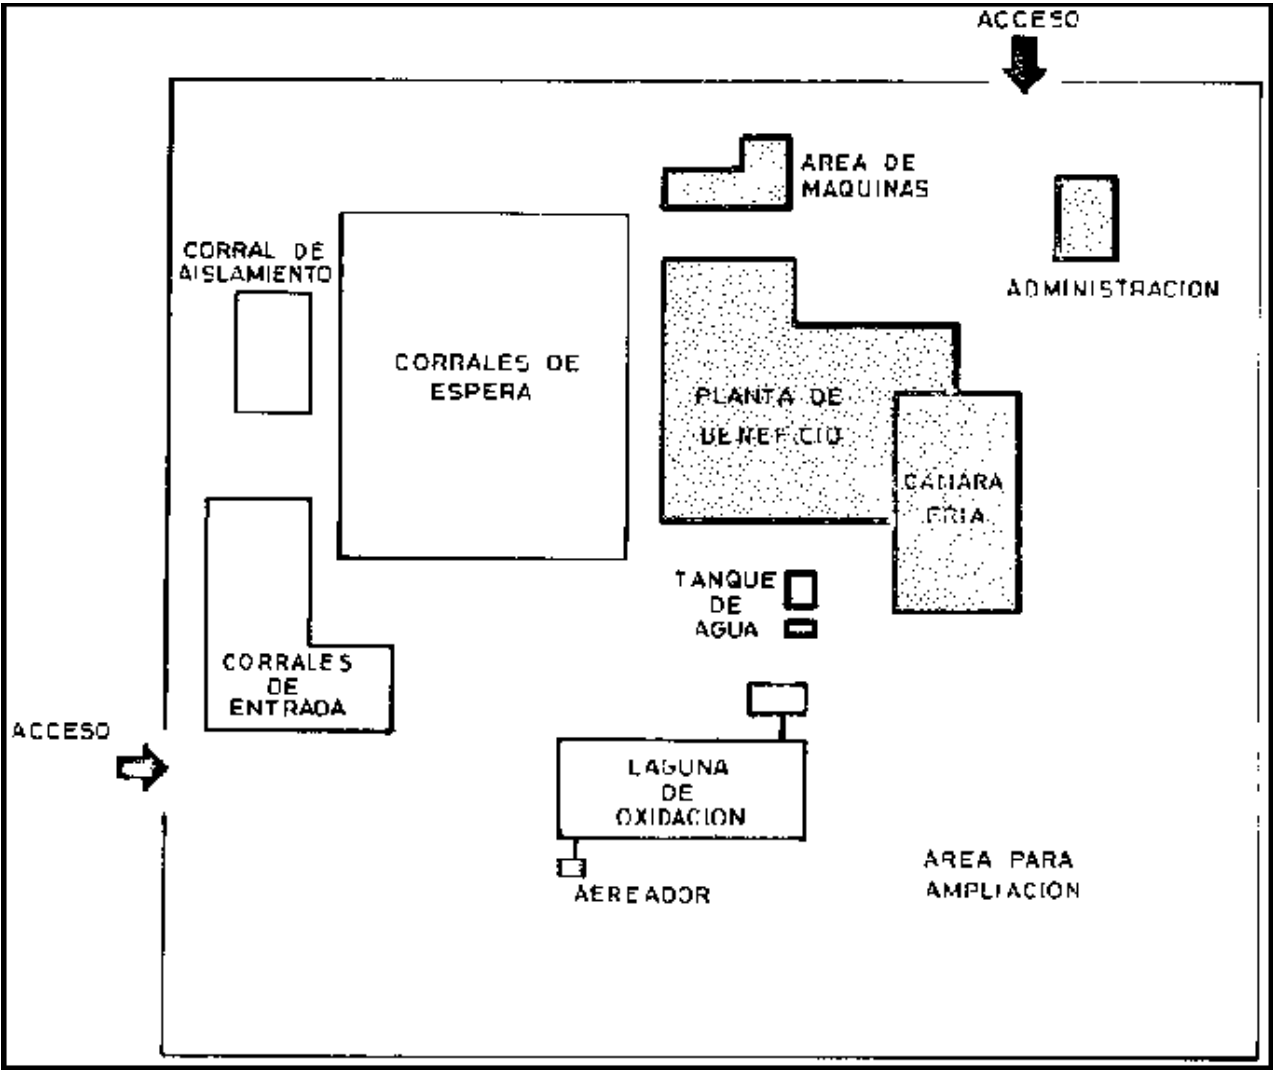 ACCESO
AREA DE
MAQUINAS
CORRAL DE
AISLAMIENTO
ADMINISTRACION
CORRALES DE
ESPERA
PLANTA DE
BENEFICIO
CAMARA
FRIA
TANQUE
DE
AGUA
CORRALES
DE
ENTRADA
ACCESO
LAGUNA
DE
OXIDACION
AEREADOR
AREA PARA
AMPLIACION